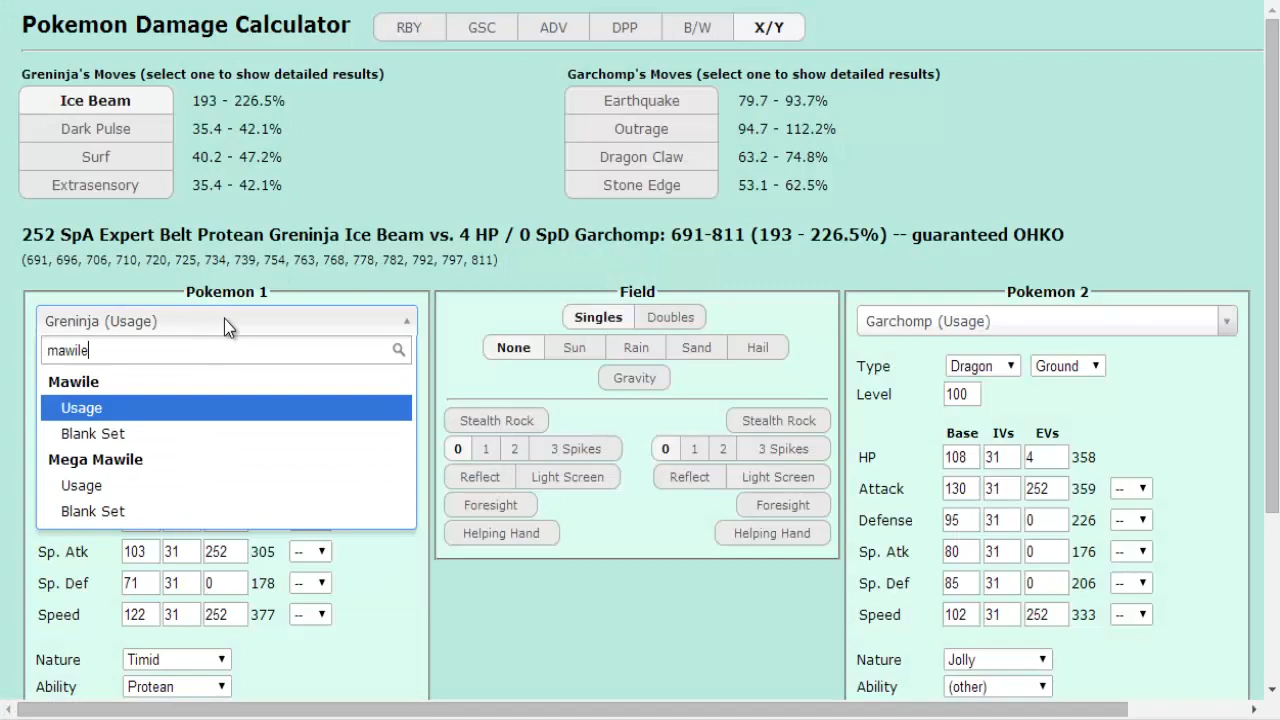 Pokemon Damage Calculator
RBY GSC ADV DPP B/W X/Y
Greninja's Moves (select one to show detailed results)
Ice Beam 193 - 226.5%
Dark Pulse 35.4 - 42.1%
Surf 40.2 - 47.2%
Extrasensory 35.4 - 42.1%
Garchomp's Moves (select one to show detailed results)
Earthquake 79.7 - 93.7%
Outrage 94.7 - 112.2%
Dragon Claw 63.2 - 74.8%
Stone Edge 53.1 - 62.5%
252 SpA Expert Belt Protean Greninja Ice Beam vs. 4 HP / 0 SpD Garchomp: 691-811 (193 - 226.5%) -- guaranteed OHKO
(691, 696, 706, 710, 720, 725, 734, 739, 754, 763, 768, 778, 782, 792, 797, 811)
Pokemon 1
Greninja (Usage)
mawile
Mawile
Usage
Blank Set
Mega Mawile
Usage
Blank Set
Sp. Atk 103 31 252 305 --
Sp. Def 71 31 0 178 --
Speed 122 31 252 377 --
Nature Timid
Ability Protean
Field
Singles Doubles
None Sun Rain Sand Hail
Gravity
Stealth Rock Stealth Rock
0 1 2 3 Spikes 0 1 2 3 Spikes
Reflect Light Screen Reflect Light Screen
Foresight Foresight
Helping Hand Helping Hand
Pokemon 2
Garchomp (Usage)
Type Dragon Ground
Level 100
Base IVs EVs
HP 108 31 4 358
Attack 130 31 252 359 --
Defense 95 31 0 226 --
Sp. Atk 80 31 0 176 --
Sp. Def 85 31 0 206 --
Speed 102 31 252 333 --
Nature Jolly
Ability (other)